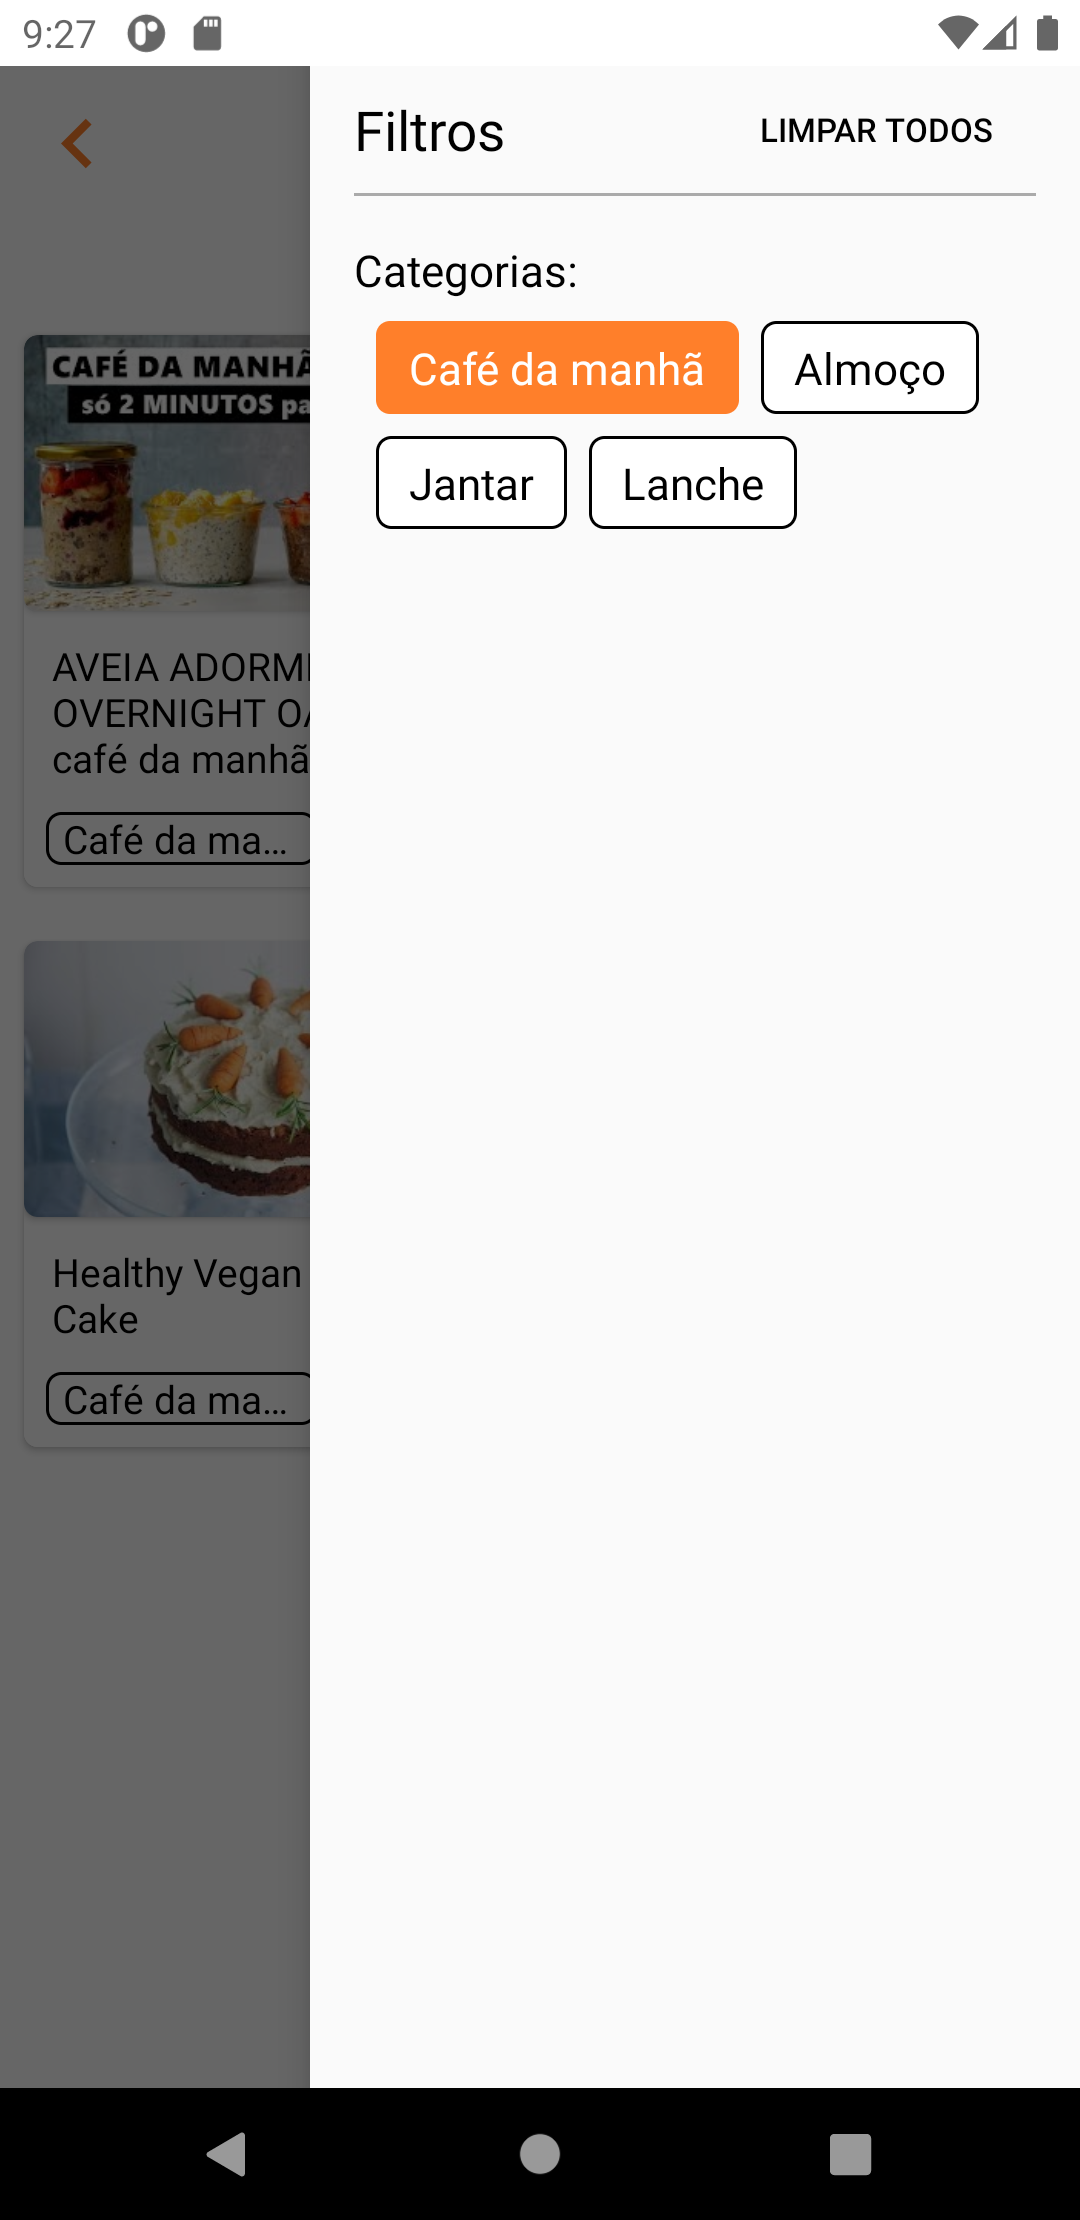 9:27
Filtros LIMPAR TODOS
Categorias:
Café da manhã Almoço
Jantar Lanche
CAFÉ DA MANHÃ
só 2 MINUTOS pa
AVEIA ADORM
OVERNIGHT O
café da manhã
Café da ma...
Healthy Vegan
Cake
Café da ma...